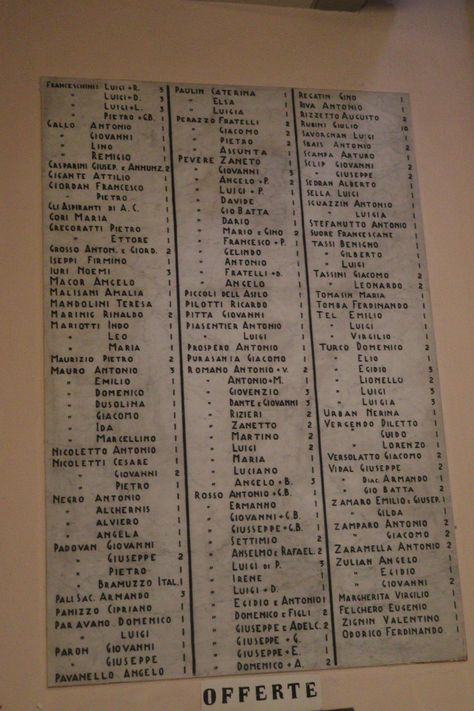 Franceschini Luigi + R. 3
" Luigi + D. 3
" Luigi + L. 3
" Pietro + GB. 1
Gallo Antonio 1
" Giovanni 1
" Lino 1
" Remigio 1
Gasparini Giusep. e Annunz. 2
Gigante Attilio 1
Giordan Francesco 1
" Pietro 1
Gli Aspiranti di A. C. 1
Gori Maria 1
Gregoratti Pietro 1
" Ettore 1
Grosso Anton. e Giord. 2
Iseppi Firmino 1
Iuri Noemi 3
Macor Angelo 1
Malisani Amalia 1
Mandolini Teresa 1
Marinig Rinaldo 2
Mariotti Indo 1
" Leo 1
" Maria 1
Maurizio Pietro 2
Mauro Antonio 3
" Emilio 1
" Domenico 1
" Dusolina 1
" Giacomo 1
" Ida 1
" Marcellino 1
Nicoletto Antonio 1
Nicoletti Cesare 1
" Giovanni 2
" Pietro 1
Negro Antonio 1
" Alchernis 1
" Alviero 1
" Angela 1
Padovan Giovanni 1
" Giuseppe 2
" Pietro 1
" Bramuzzo Ital. 1
Pali Sac. Armando 3
Panizzo Cipriano 1
Paravano Domenico 1
" Luigi 1
Paron Giovanni 1
" Giuseppe 1
Pavanello Angelo 1
Paulin Caterina 1
" Elsa 1
" Luigia 1
Perazzo Fratelli 2
" Giacomo 2
" Pietro 2
" Assunta 1
Pevere Zaneto 1
" Giovanni 3
" Angelo + P. 2
" Luigi + P. 1
" Davide 1
" Gio Batta 1
" Dario 1
" Mario e Gino 2
" Francesco + P. 1
" Gelindo 1
" Antonio 1
" Fratelli + D. 1
" Angelo 1
Piccoli dell Asilo 1
Pilotti Ricardo 1
Pitta Giovanni 1
Piasentier Antonio 1
" Luigi 1
Prospero Antonio 1
Purasanta Giacomo 1
Romano Antonio + V. 2
" Antonio + M. 1
" Giovenzio 3
" Dante e Giovanni 3
" Rizieri 2
" Zanetto 2
" Martino 2
" Luigi 2
" Maria 1
" Luciano 1
" Angelo + B. 3
Rosso Antonio + G.B. 1
" Ermanno 1
" Giovanni + G.B. 1
" Giusseppe + G.B. 1
" Settimio 2
" Anselmo e Rafael. 2
" Luigi di P. 3
" Irene 1
" Luigi + D. 1
" Egidio e Antonio 1
" Domenico e Figli 2
" Giuseppe e Adelc. 2
" Giuseppe + G. 1
" Giuseppe + E. 1
" Domenico + A. 2
Regatin Gino 1
Riva Antonio 1
Rizzetto Augusto 2
Rubini Giulio 10
Savorgnan Luigi 1
Sbais Antonio 2
Scampa Arturo 1
Sclip Giovanni 2
" Giuseppe 2
Sedran Alberto 1
Sella Luigi 1
Sguazzin Antonio 1
" Luigia 1
Stefanutto Antonio 1
Suore Francescane 1
Tassi Benigno 1
" Gilberto 1
" Luigi 1
Tassini Giacomo 1
" Leonardo 2
Tomasin Maria 1
Tomba Ferdinando 1
Tel Emilio 1
" Luigi 1
" Virgilio 1
Turco Domenico 2
" Elio 1
" Egidio 3
" Lionello 2
" Luigi 3
" Luigia 3
Urban Nerina 1
Vergendo Diletto 1
" Guido 1
" Lorenzo 1
Versolatto Giacomo 2
Vidal Giuseppe 2
" Diac Armando 1
" Gio Batta 2
Zamaro Emilio e Giusep. 1
" Gilda 1
Zamparo Antonio 2
" Giacomo 2
Zaramella Antonio 2
Zulian Angelo 1
" Egidio 1
" Giovanni 2
Margherita Virgilio 1
Felchero Eugenio 1
Zignin Valentino 1
Odorico Ferdinando 1
OFFERTE